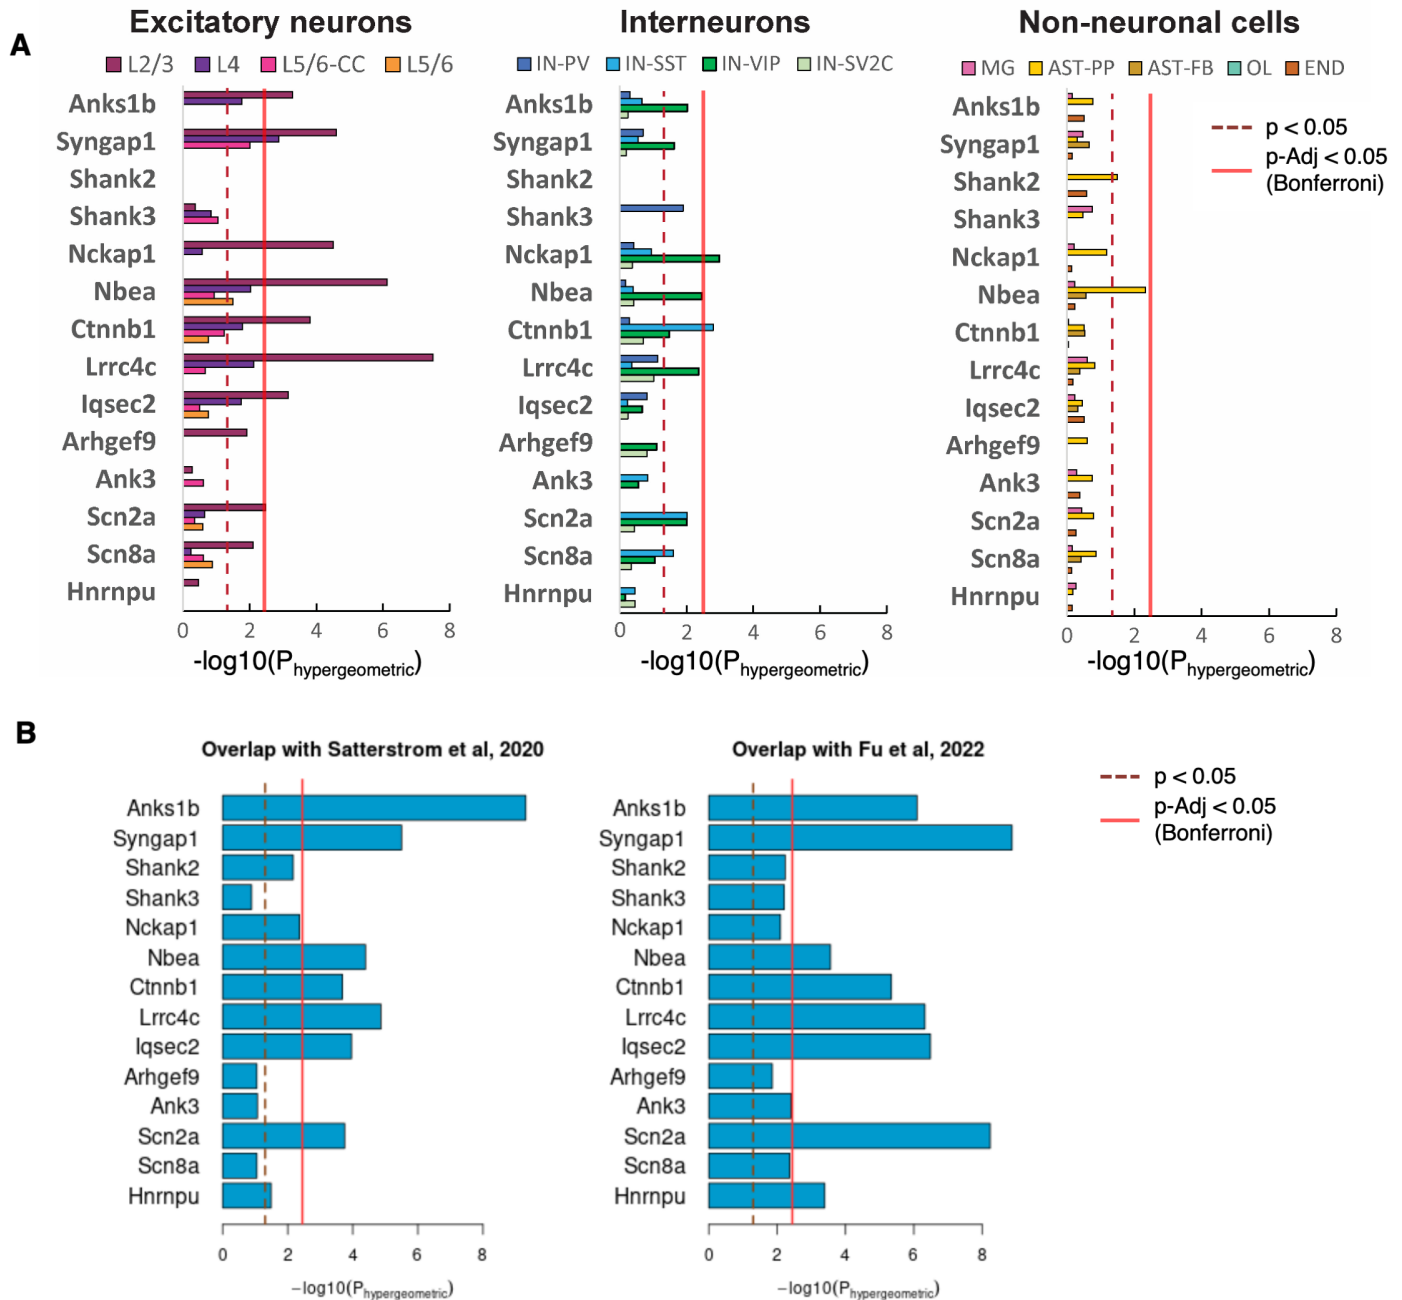 A
Excitatory neurons
L2/3 L4 L5/6-CC L5/6
Anks1b
Syngap1
Shank2
Shank3
Nckap1
Nbea
Ctnnb1
Lrrc4c
Iqsec2
Arhgef9
Ank3
Scn2a
Scn8a
Hnrnpu
0 2 4 6 8
-log10(Phypergeometric)
Interneurons
IN-PV IN-SST IN-VIP IN-SV2C
Anks1b
Syngap1
Shank2
Shank3
Nckap1
Nbea
Ctnnb1
Lrrc4c
Iqsec2
Arhgef9
Ank3
Scn2a
Scn8a
Hnrnpu
0 2 4 6 8
-log10(Phypergeometric)
Non-neuronal cells
MG AST-PP AST-FB OL END
Anks1b
Syngap1
Shank2
Shank3
Nckap1
Nbea
Ctnnb1
Lrrc4c
Iqsec2
Arhgef9
Ank3
Scn2a
Scn8a
Hnrnpu
0 2 4 6 8
-log10(Phypergeometric)
p < 0.05
p-Adj < 0.05
(Bonferroni)
B
Overlap with Satterstrom et al, 2020
Anks1b
Syngap1
Shank2
Shank3
Nckap1
Nbea
Ctnnb1
Lrrc4c
Iqsec2
Arhgef9
Ank3
Scn2a
Scn8a
Hnrnpu
0 2 4 6 8
−log10(Phypergeometric)
Overlap with Fu et al, 2022
Anks1b
Syngap1
Shank2
Shank3
Nckap1
Nbea
Ctnnb1
Lrrc4c
Iqsec2
Arhgef9
Ank3
Scn2a
Scn8a
Hnrnpu
0 2 4 6 8
−log10(Phypergeometric)
p < 0.05
p-Adj < 0.05
(Bonferroni)